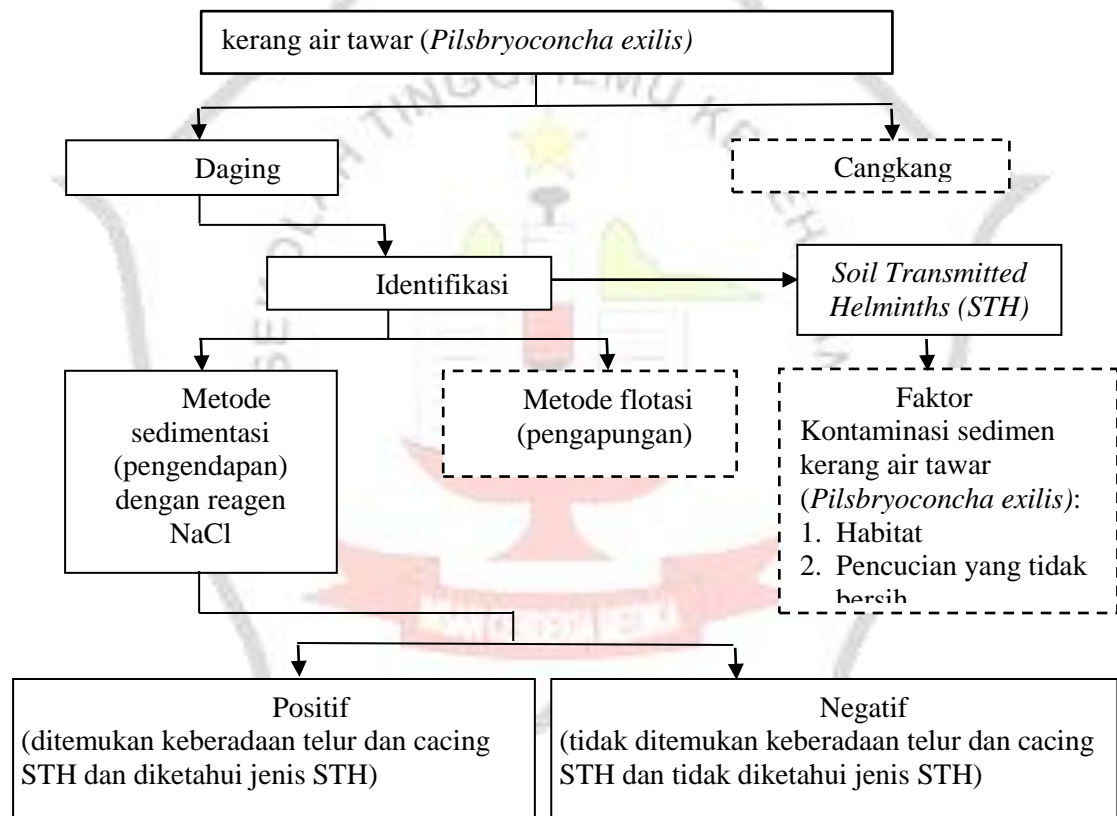 kerang air tawar (Pilsbryoconcha exilis)
Daging
Cangkang
Identifikasi
Soil Transmitted
Helminths (STH)
Metode
sedimentasi
(pengendapan)
dengan reagen
NaCl
Metode flotasi
(pengapungan)
Faktor
Kontaminasi sedimen
kerang air tawar
(Pilsbryoconcha exilis):
1. Habitat
2. Pencucian yang tidak
bersih
Positif
(ditemukan keberadaan telur dan cacing
STH dan diketahui jenis STH)
Negatif
(tidak ditemukan keberadaan telur dan cacing
STH dan tidak diketahui jenis STH)